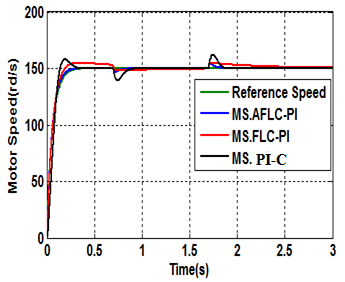 200
150
100
50
0
Motor Speed(rd/s)
Reference Speed
MS.AFLC-PI
MS.FLC-PI
MS. PI-C
0 0.5 1 1.5 2 2.5 3
Time(s)